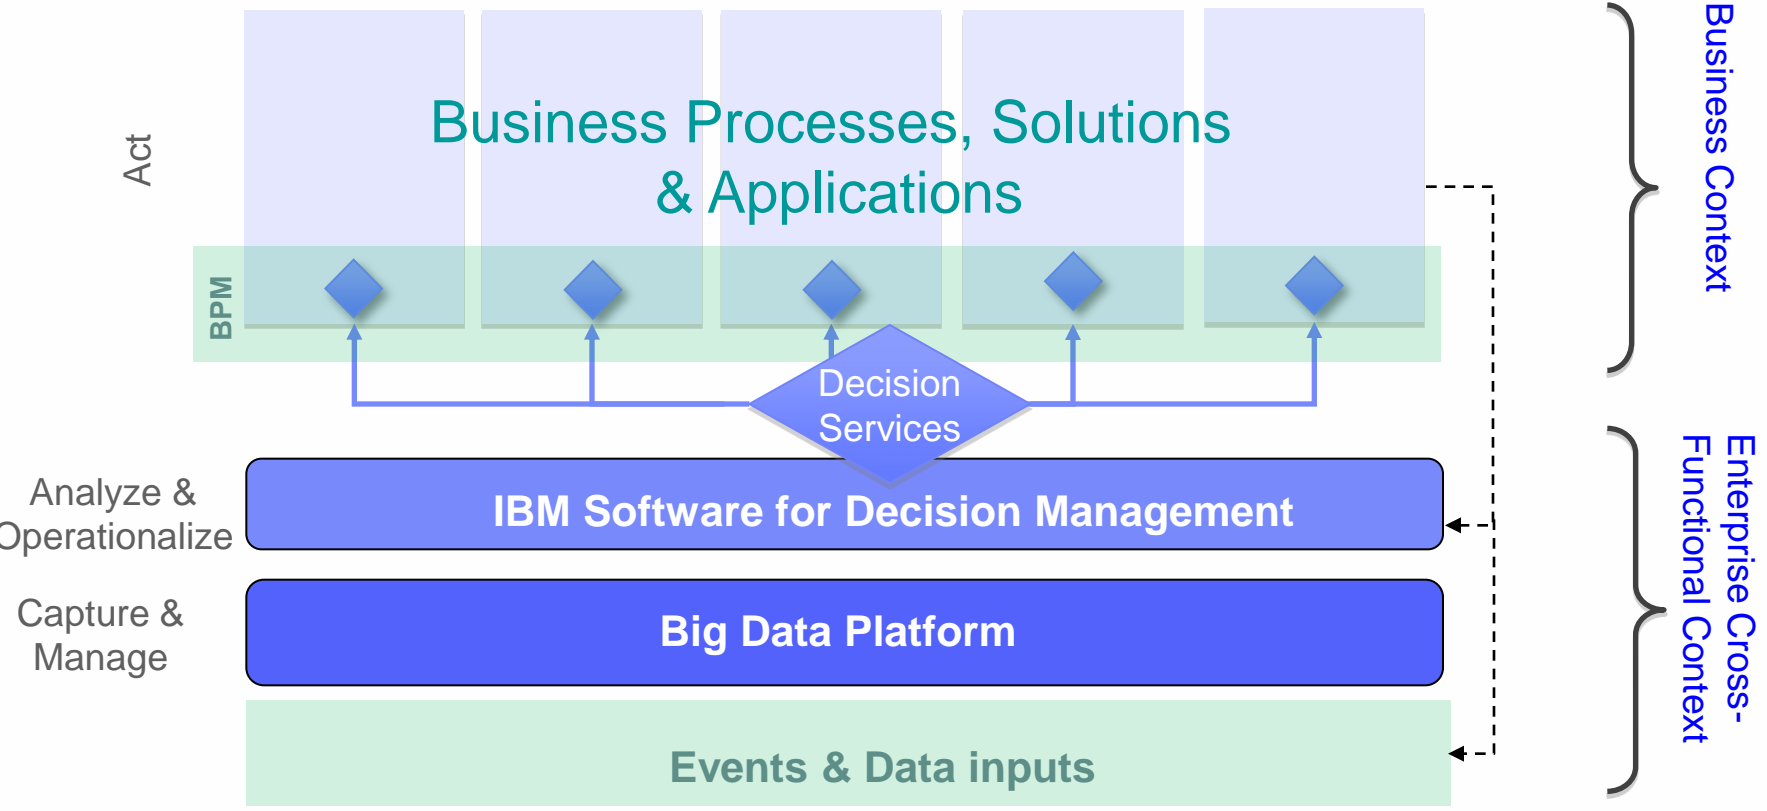 Business Processes, Solutions
& Applications
Act
BPM
Decision
Services
Analyze &
Operationalize
IBM Software for Decision Management
Capture &
Manage
Big Data Platform
Events & Data inputs
Business Context
Enterprise Cross-
Functional Context